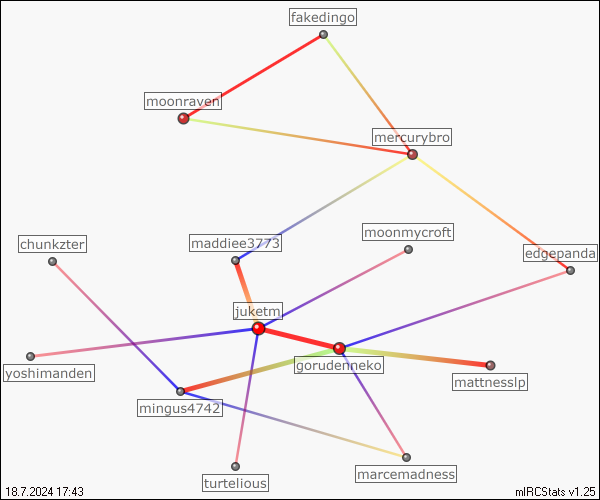 fakedingo
moonraven
mercurybro
moonmycroft
chunkzter
maddiee3773
edgepanda
juketm
gorudenneko
yoshimanden
mattnesslp
mingus4742
marcemadness
turtelious
18.7.2024 17:43
mIRCStats v1.25